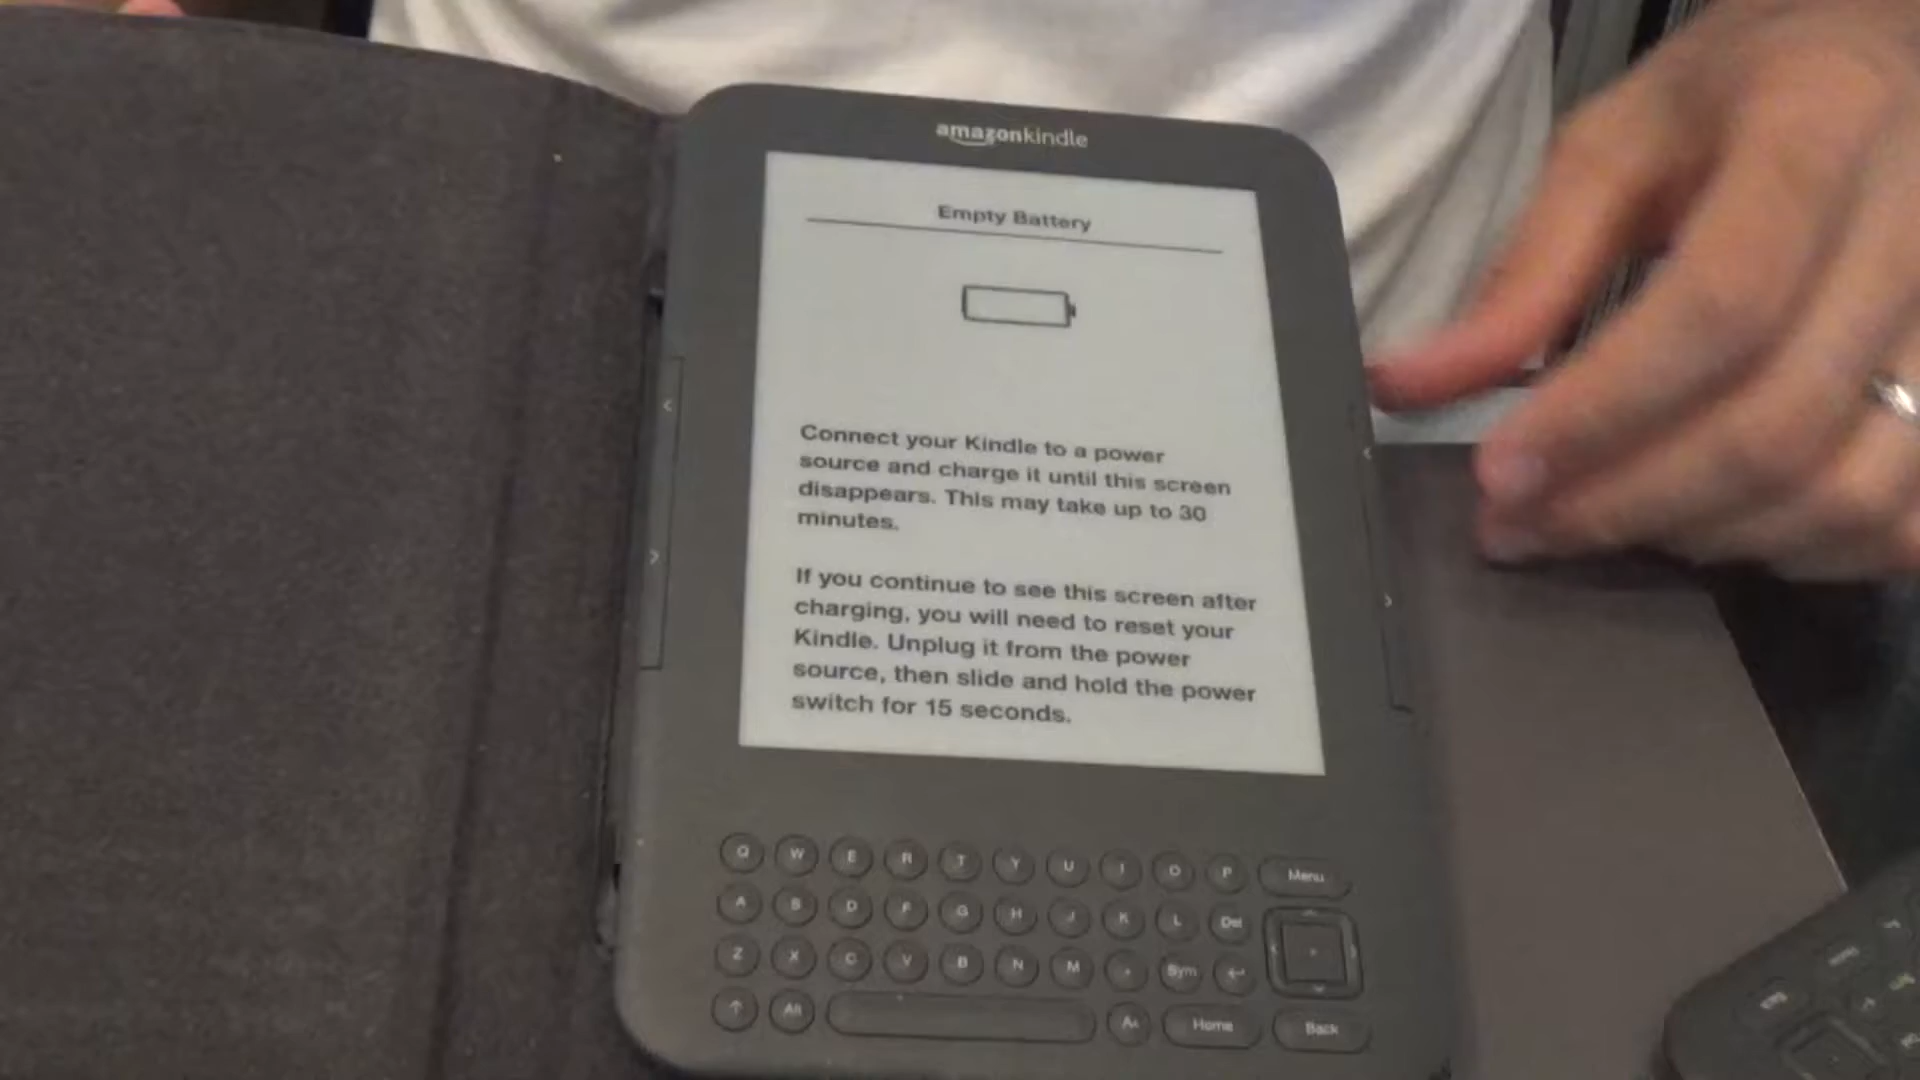 amazonkindle
Empty Battery
Connect your Kindle to a power
source and charge it until this screen
disappears. This may take up to 30
minutes.
If you continue to see this screen after
charging, you will need to reset your
Kindle. Unplug it from the power
source, then slide and hold the power
switch for 15 seconds.
Q W E R T Y U I O P Menu
A S D F G H J K L Del
Z X C V B N M . Sym
Alt Aa Home Back